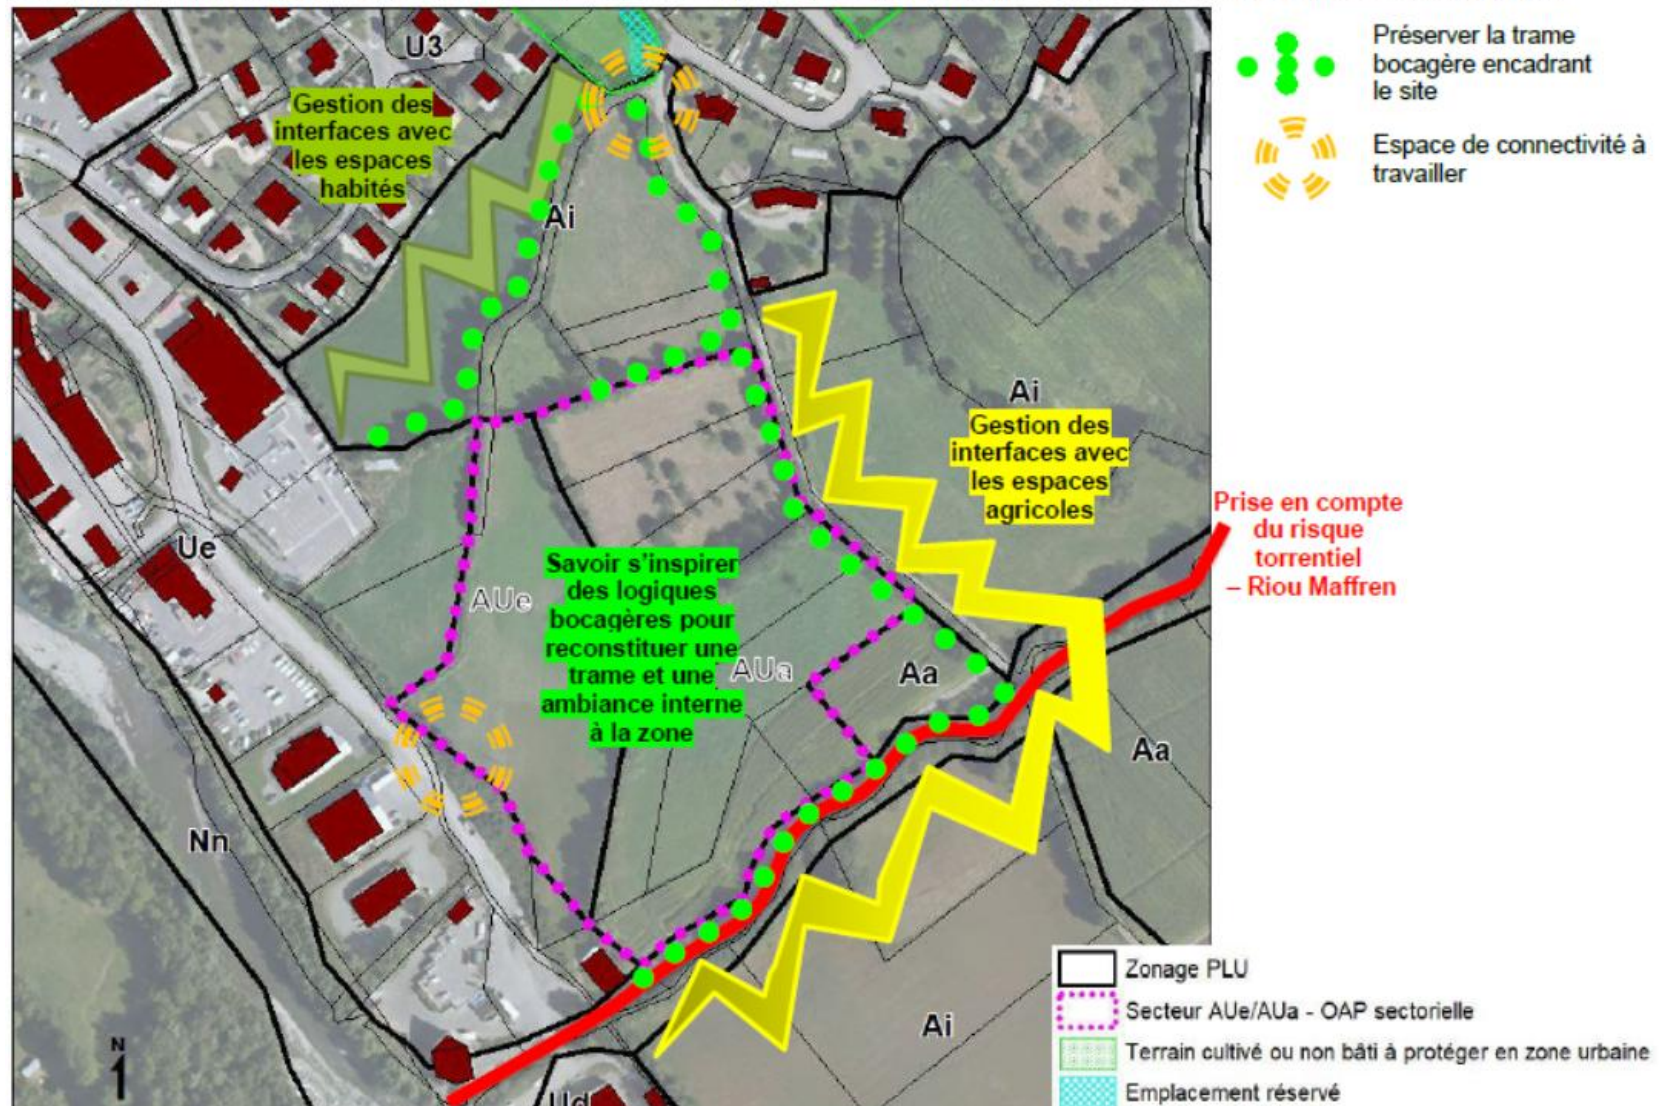 Préserver la trame
bocagère encadrant
le site
Espace de connectivité à
travailler
U3
Gestion des
interfaces avec
les espaces
habités
Ai
Ai
Gestion des
interfaces avec
les espaces
agricoles
Prise en compte
du risque
torrentiel
– Riou Maffren
Ue
AUe
Savoir s'inspirer
des logiques
bocagères pour
reconstituer une
trame et une
ambiance interne
à la zone
AUa
Aa
Aa
Nn
Ai
N
Ud
Zonage PLU
Secteur AUe/AUa - OAP sectorielle
Terrain cultivé ou non bâti à protéger en zone urbaine
Emplacement réservé